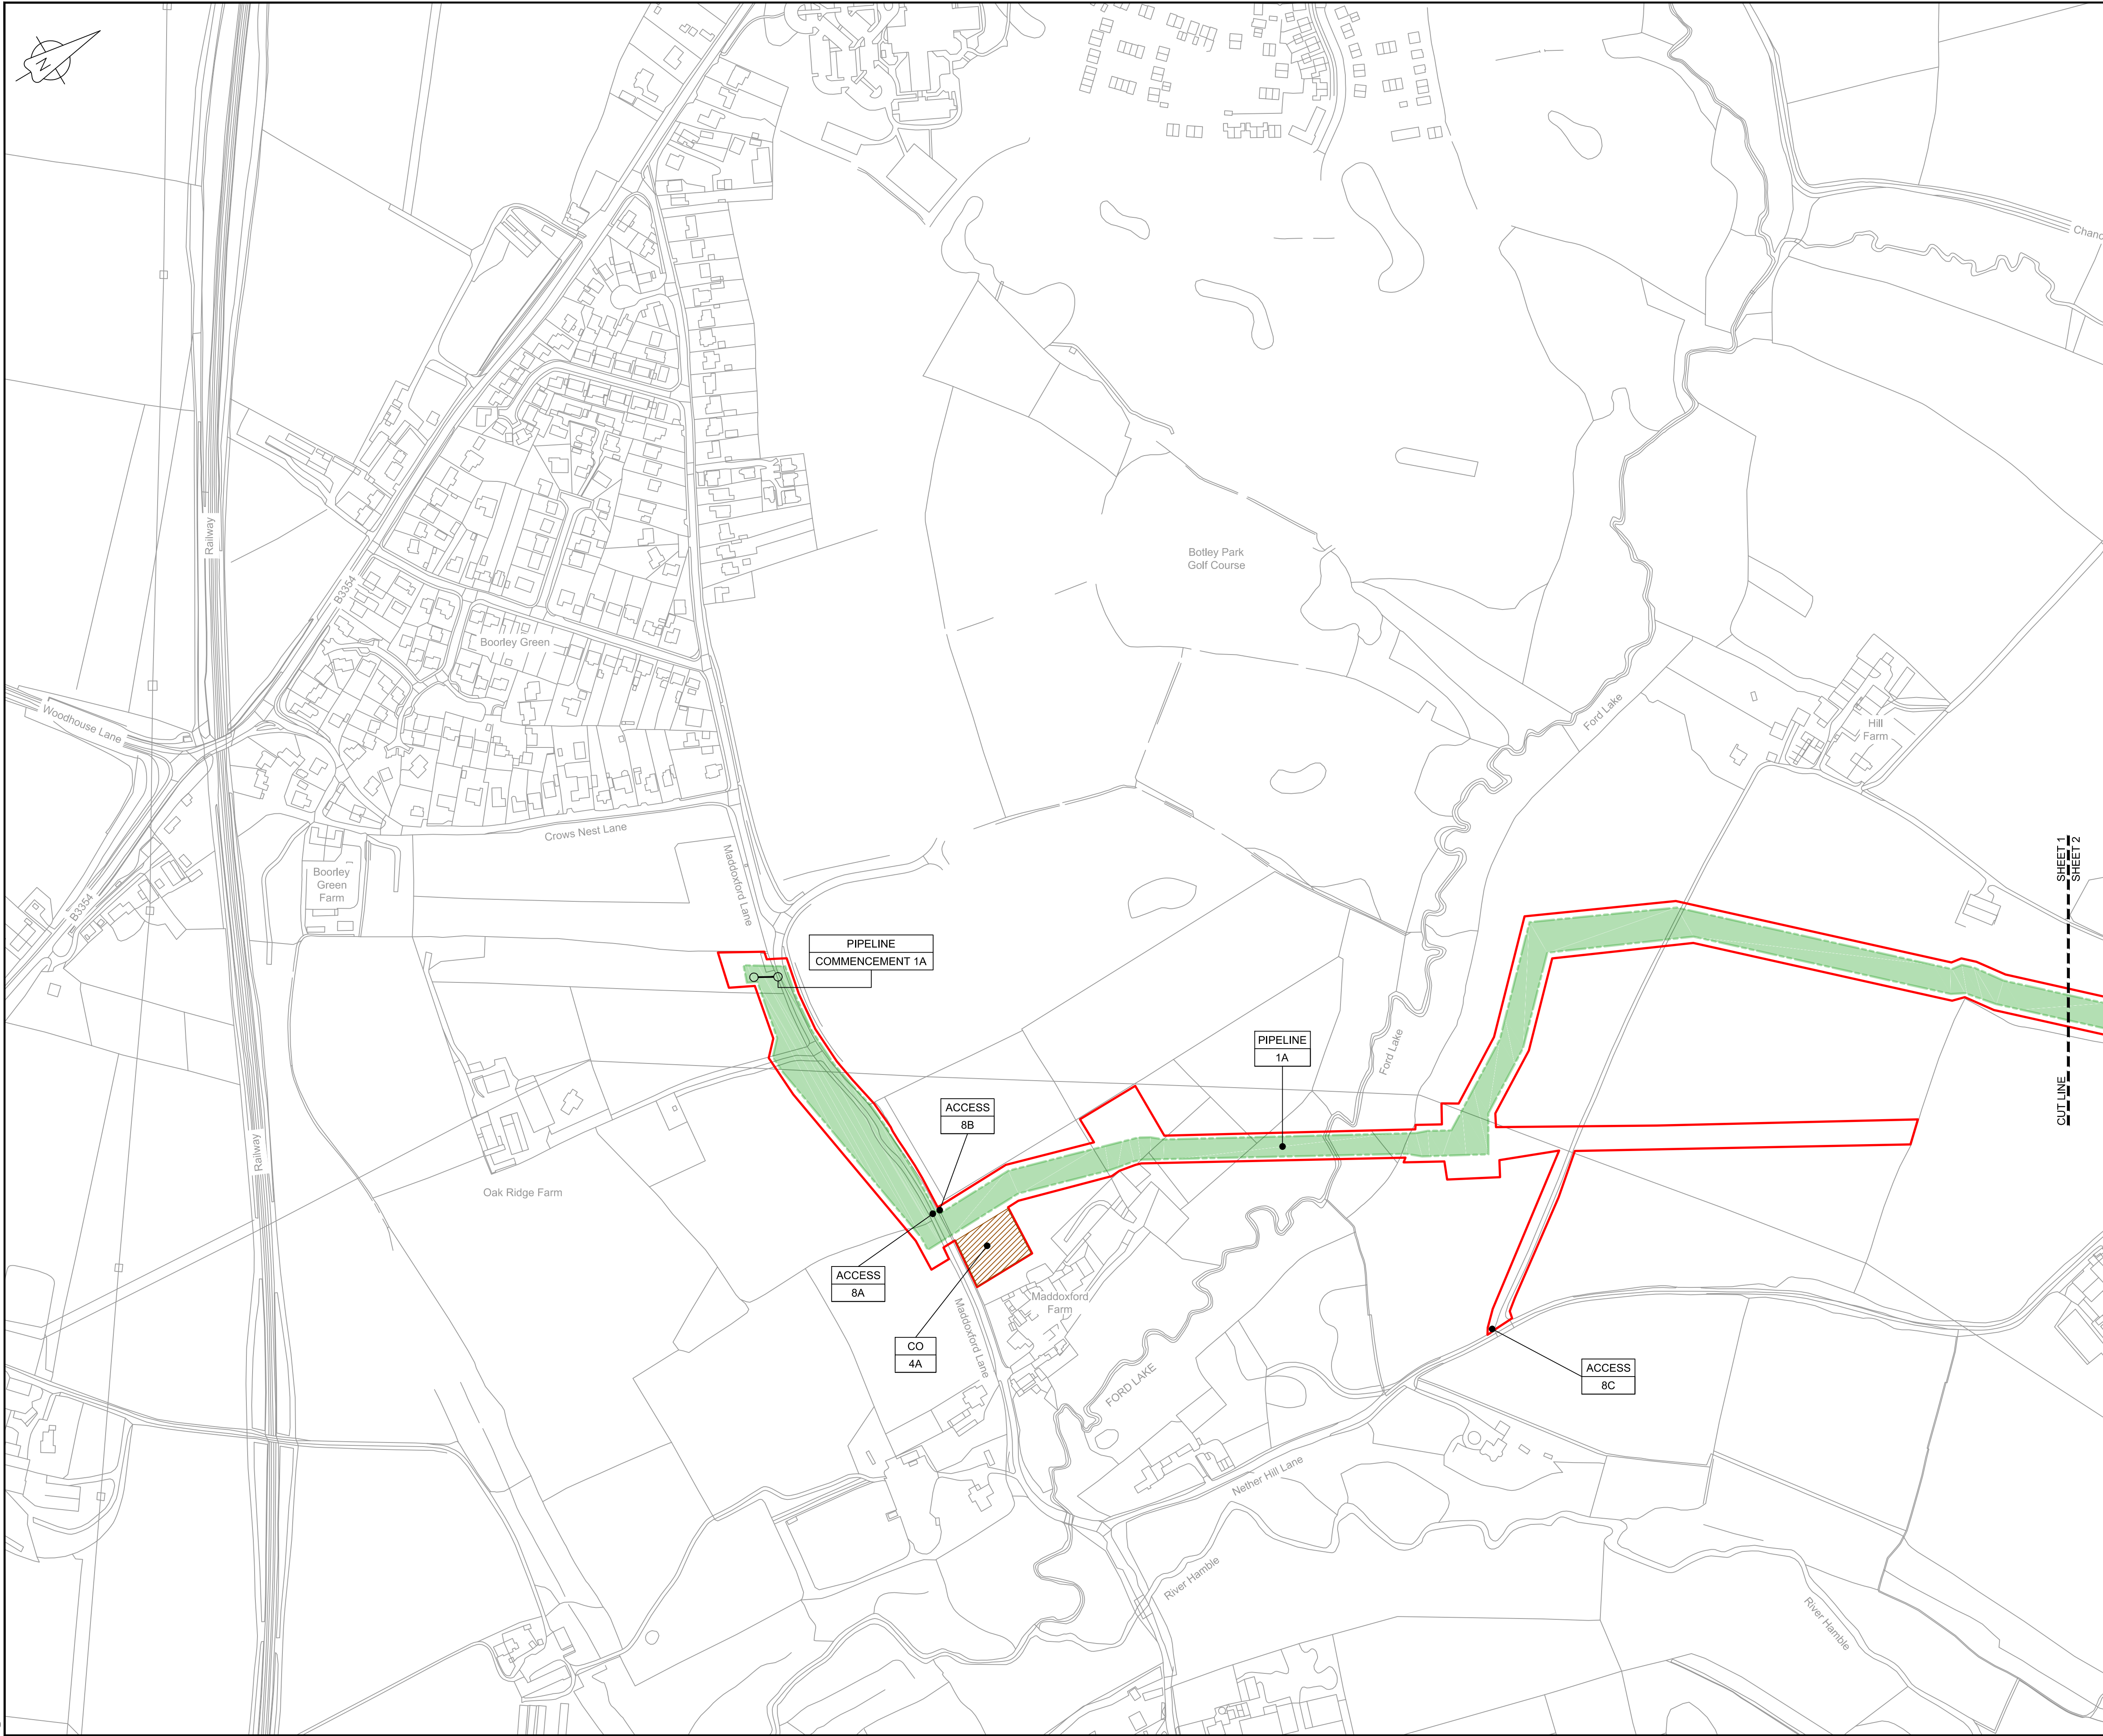 N
Chanc
Railway
B3354
Botley Park
Golf Course
Boorley Green
Woodhouse Lane
Ford Lake
Hill
Farm
Crows Nest Lane
Boorley
Green
Farm
B3354
Maddoxford Lane
SHEET 1
SHEET 2
CUT LINE
PIPELINE
COMMENCEMENT 1A
PIPELINE
1A
Ford Lake
ACCESS
8B
Railway
Oak Ridge Farm
ACCESS
8A
Maddoxford
Farm
Maddoxford Lane
CO
4A
FORD LAKE
ACCESS
8C
Nether Hill Lane
River Hamble
River Hamble